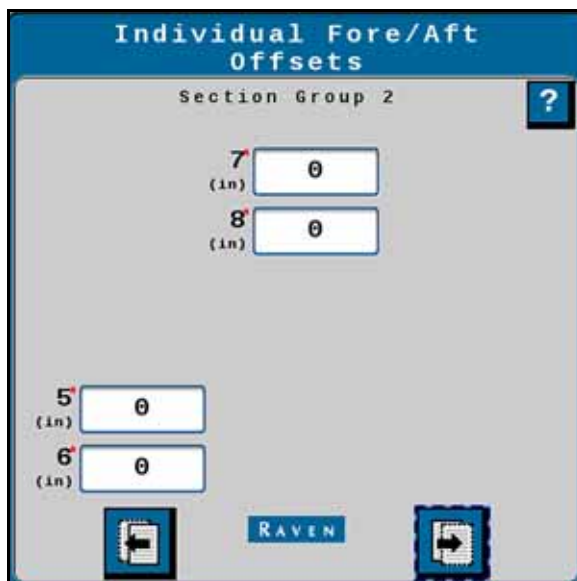 Individual Fore/Aft
Offsets
Section Group 2
?
7* 0
(in)
8* 0
(in)
5* 0
(in)
6* 0
(in)
RAVEN